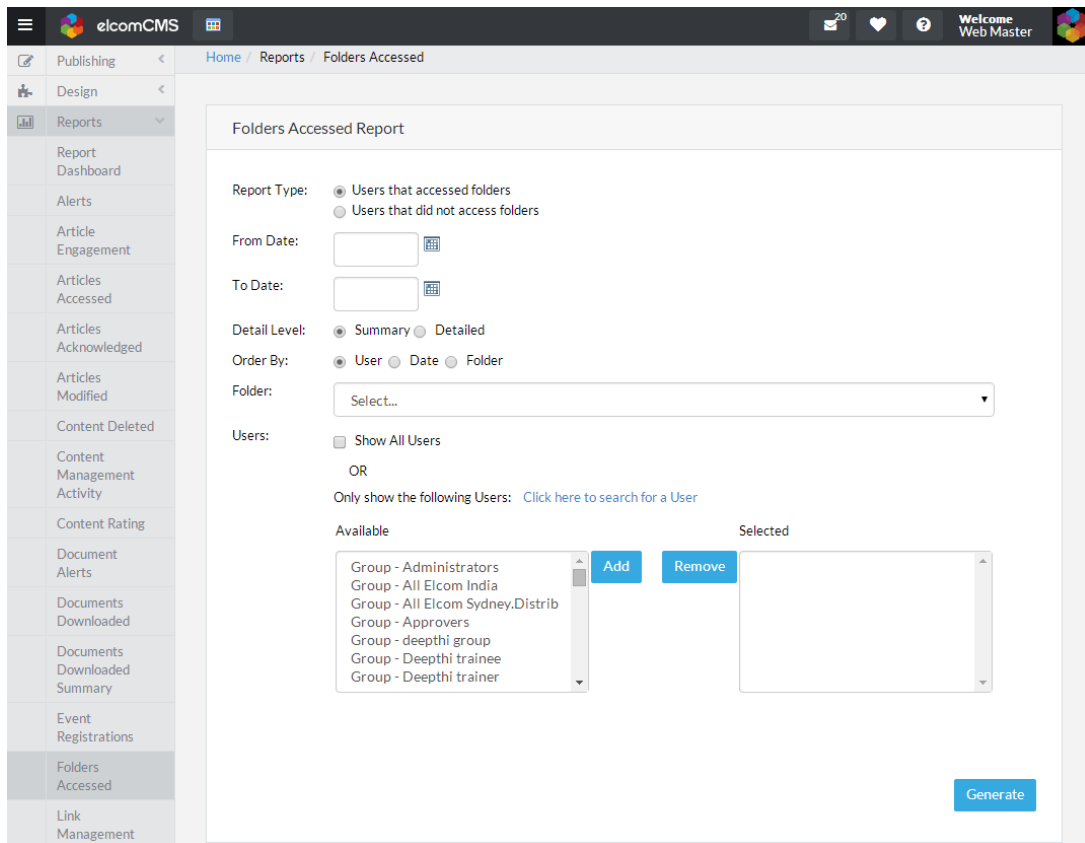 elcomCMS
20
Welcome
Web Master
Publishing
Design
Reports
Report
Dashboard
Alerts
Article
Engagement
Articles
Accessed
Articles
Acknowledged
Articles
Modified
Content Deleted
Content
Management
Activity
Content Rating
Document
Alerts
Documents
Downloaded
Documents
Downloaded
Summary
Event
Registrations
Folders
Accessed
Link
Management
Home / Reports / Folders Accessed
Folders Accessed Report
Report Type: Users that accessed folders
Users that did not access folders
From Date:
To Date:
Detail Level: Summary Detailed
Order By: User Date Folder
Folder: Select...
Users: Show All Users
OR
Only show the following Users: Click here to search for a User
Available Selected
Group - Administrators
Group - All Elcom India
Group - All Elcom Sydney.Distrib
Group - Approvers
Group - deepthi group
Group - Deepthi trainee
Group - Deepthi trainer
Add Remove
Generate